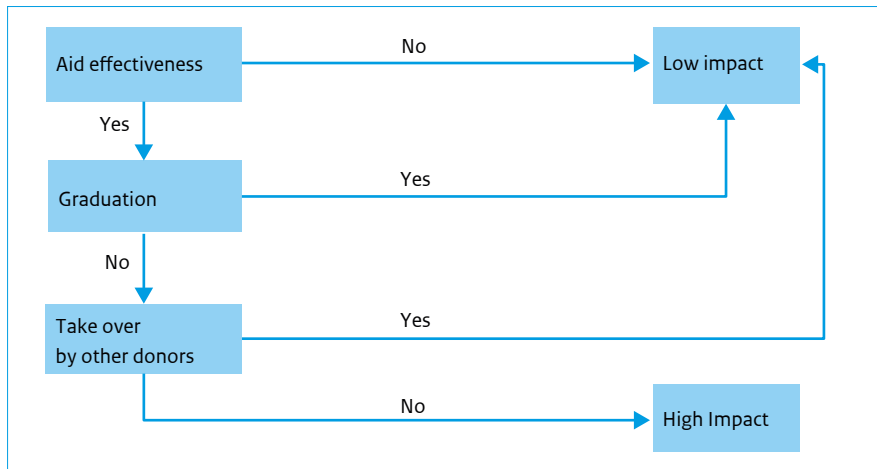 No
Aid effectiveness
Low impact
Yes
Yes
Graduation
No
Yes
Take over
by other donors
No
High Impact